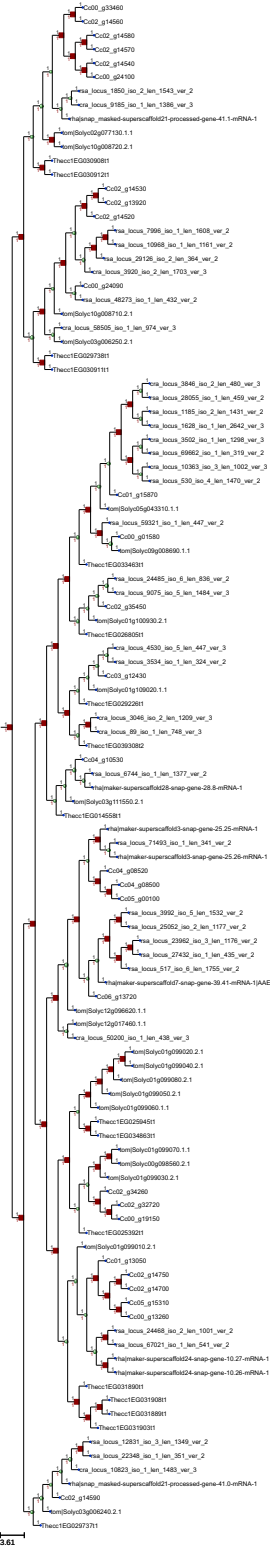 Cc00_g33460
Cc02_g14560
Cc02_g14580
Cc02_g14570
Cc02_g14540
Cc00_g24100
rsa_locus_1850_iso_2_len_1543_ver_2
cra_locus_9185_iso_1_len_1386_ver_3
rha|snap_masked-superscaffold21-processed-gene-41.1-mRNA-1
tom|Solyc02g077130.1.1
tom|Solyc10g008720.2.1
Thecc1EG030908t1
Thecc1EG030912t1
Cc02_g14530
Cc02_g13920
Cc02_g14520
rsa_locus_7996_iso_1_len_1608_ver_2
rsa_locus_10968_iso_1_len_1161_ver_2
rsa_locus_29126_iso_2_len_364_ver_2
cra_locus_3920_iso_2_len_1703_ver_3
Cc00_g24090
rsa_locus_48273_iso_1_len_432_ver_2
tom|Solyc10g008710.2.1
cra_locus_58505_iso_1_len_974_ver_3
tom|Solyc03g006250.2.1
Thecc1EG029738t1
Thecc1EG030911t1
cra_locus_3846_iso_2_len_480_ver_3
rsa_locus_28055_iso_1_len_459_ver_2
rsa_locus_1185_iso_2_len_1431_ver_2
cra_locus_1628_iso_1_len_2642_ver_3
cra_locus_3502_iso_1_len_1298_ver_3
rsa_locus_69662_iso_1_len_319_ver_2
cra_locus_10363_iso_3_len_1002_ver_3
rsa_locus_530_iso_4_len_1470_ver_2
Cc01_g15870
tom|Solyc05g043310.1.1
rsa_locus_59321_iso_1_len_447_ver_2
Cc00_g01580
tom|Solyc09g008690.1.1
Thecc1EG033463t1
rsa_locus_24485_iso_6_len_836_ver_2
cra_locus_9075_iso_5_len_1484_ver_3
Cc02_g35450
tom|Solyc01g100930.2.1
Thecc1EG026805t1
cra_locus_4530_iso_5_len_447_ver_3
rsa_locus_3534_iso_1_len_324_ver_2
Cc03_g12430
tom|Solyc01g109020.1.1
Thecc1EG029226t1
cra_locus_3046_iso_2_len_1209_ver_3
cra_locus_89_iso_1_len_748_ver_3
Thecc1EG039308t2
Cc04_g10530
rsa_locus_6744_iso_1_len_1377_ver_2
rha|maker-superscaffold28-snap-gene-28.8-mRNA-1
tom|Solyc03g111550.2.1
Thecc1EG014558t1
rha|maker-superscaffold3-snap-gene-25.25-mRNA-1
rsa_locus_71493_iso_1_len_341_ver_2
rha|maker-superscaffold3-snap-gene-25.26-mRNA-1
Cc04_g08520
Cc04_g08500
Cc05_g00100
rsa_locus_3992_iso_5_len_1532_ver_2
rsa_locus_25052_iso_2_len_1177_ver_2
rsa_locus_23962_iso_3_len_1176_ver_2
rsa_locus_27432_iso_1_len_435_ver_2
rsa_locus_517_iso_6_len_1755_ver_2
rha|maker-superscaffold7-snap-gene-39.41-mRNA-1|AAE
Cc06_g13720
tom|Solyc12g096620.1.1
tom|Solyc12g017460.1.1
cra_locus_50200_iso_1_len_438_ver_3
tom|Solyc01g099020.2.1
tom|Solyc01g099040.2.1
tom|Solyc01g099080.2.1
tom|Solyc01g099050.2.1
tom|Solyc01g099060.1.1
Thecc1EG025945t1
Thecc1EG034863t1
tom|Solyc01g099070.1.1
tom|Solyc00g098560.2.1
tom|Solyc01g099030.2.1
Cc02_g34260
Cc02_g32720
Cc00_g19150
Thecc1EG025392t1
tom|Solyc01g099010.2.1
Cc01_g13050
Cc02_g14750
Cc02_g14700
Cc05_g15310
Cc00_g13260
rsa_locus_24468_iso_2_len_1001_ver_2
rsa_locus_67021_iso_1_len_541_ver_2
rha|maker-superscaffold24-snap-gene-10.27-mRNA-1
rha|maker-superscaffold24-snap-gene-10.26-mRNA-1
Thecc1EG031890t1
Thecc1EG031908t1
Thecc1EG031889t1
Thecc1EG031903t1
rsa_locus_12831_iso_3_len_1349_ver_2
rsa_locus_22348_iso_1_len_351_ver_2
cra_locus_10823_iso_1_len_1483_ver_3
rha|snap_masked-superscaffold21-processed-gene-41.0-mRNA-1
Cc02_g14590
tom|Solyc03g006240.2.1
Thecc1EG029737t1
3.61